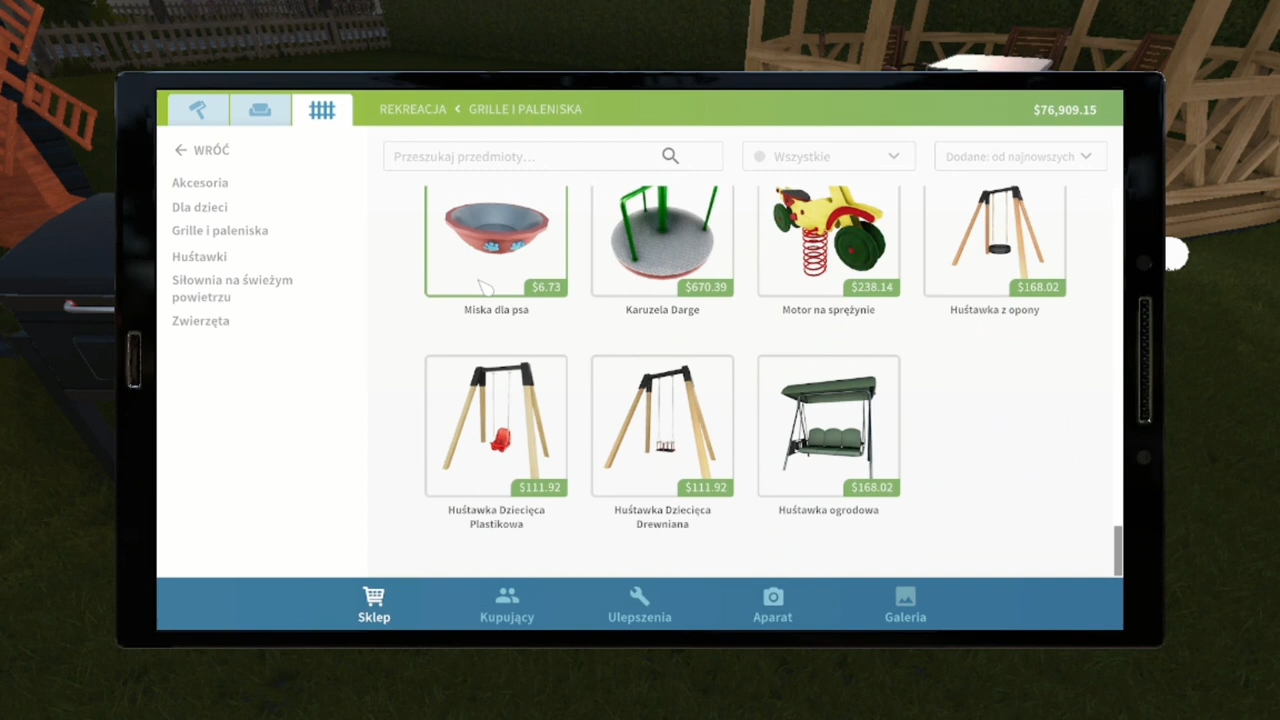 REKREACJA < GRILLE I PALENISKA
$76,909.15
WRÓĆ
Przeszukaj przedmioty...
Wszystkie
Dodane: od najnowszych
Akcesoria
Dla dzieci
Grille i paleniska
Huśtawki
Siłownia na świeżym
powietrzu
Zwierzęta
$6.73
$670.39
$238.14
$168.02
Miska dla psa
Karuzela Darge
Motor na sprężynie
Huśtawka z opony
$111.92
$111.92
$168.02
Huśtawka Dziecięca
Plastikowa
Huśtawka Dziecięca
Drewniana
Huśtawka ogrodowa
Sklep
Kupujący
Ulepszenia
Aparat
Galeria